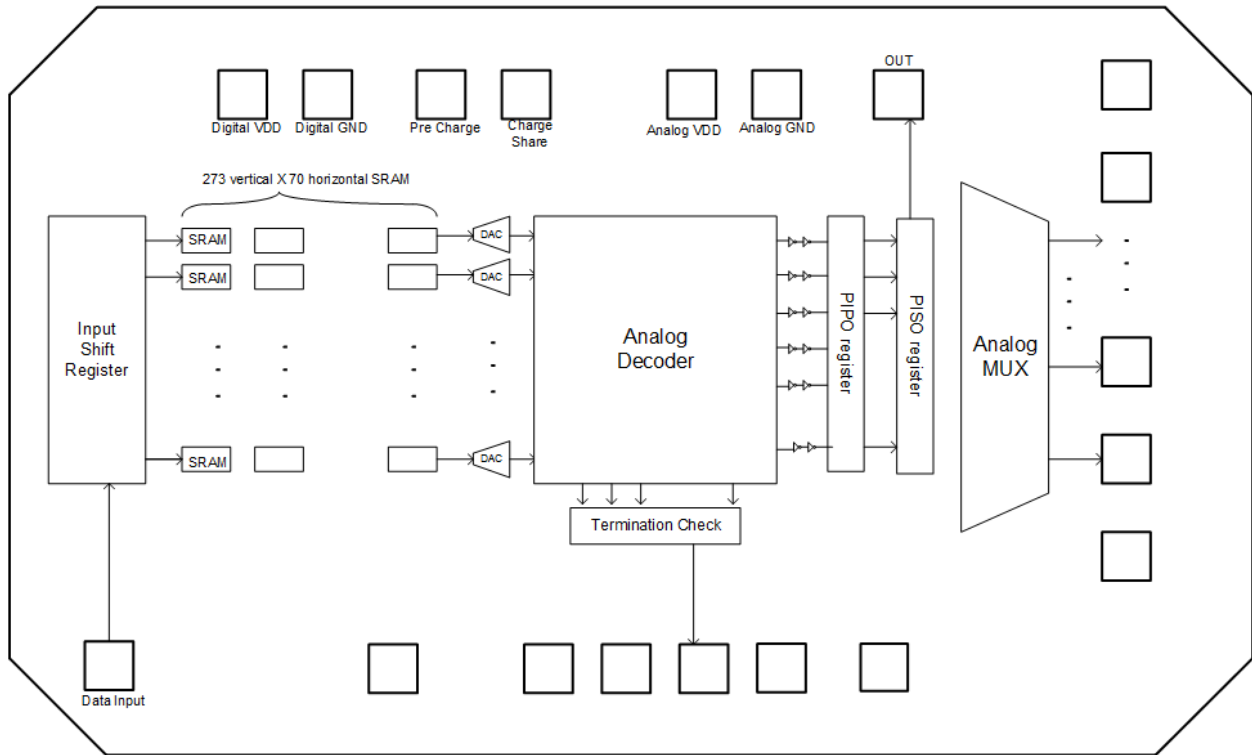 OUT
Digital VDD
Digital GND
Pre Charge
Charge
Share
Analog VDD
Analog GND
273 vertical X 70 horizontal SRAM
SRAM
DAC
SRAM
DAC
Input
Shift
Register
Analog
Decoder
PIPO register
PISO register
Analog
MUX
SRAM
DAC
Termination Check
Data Input